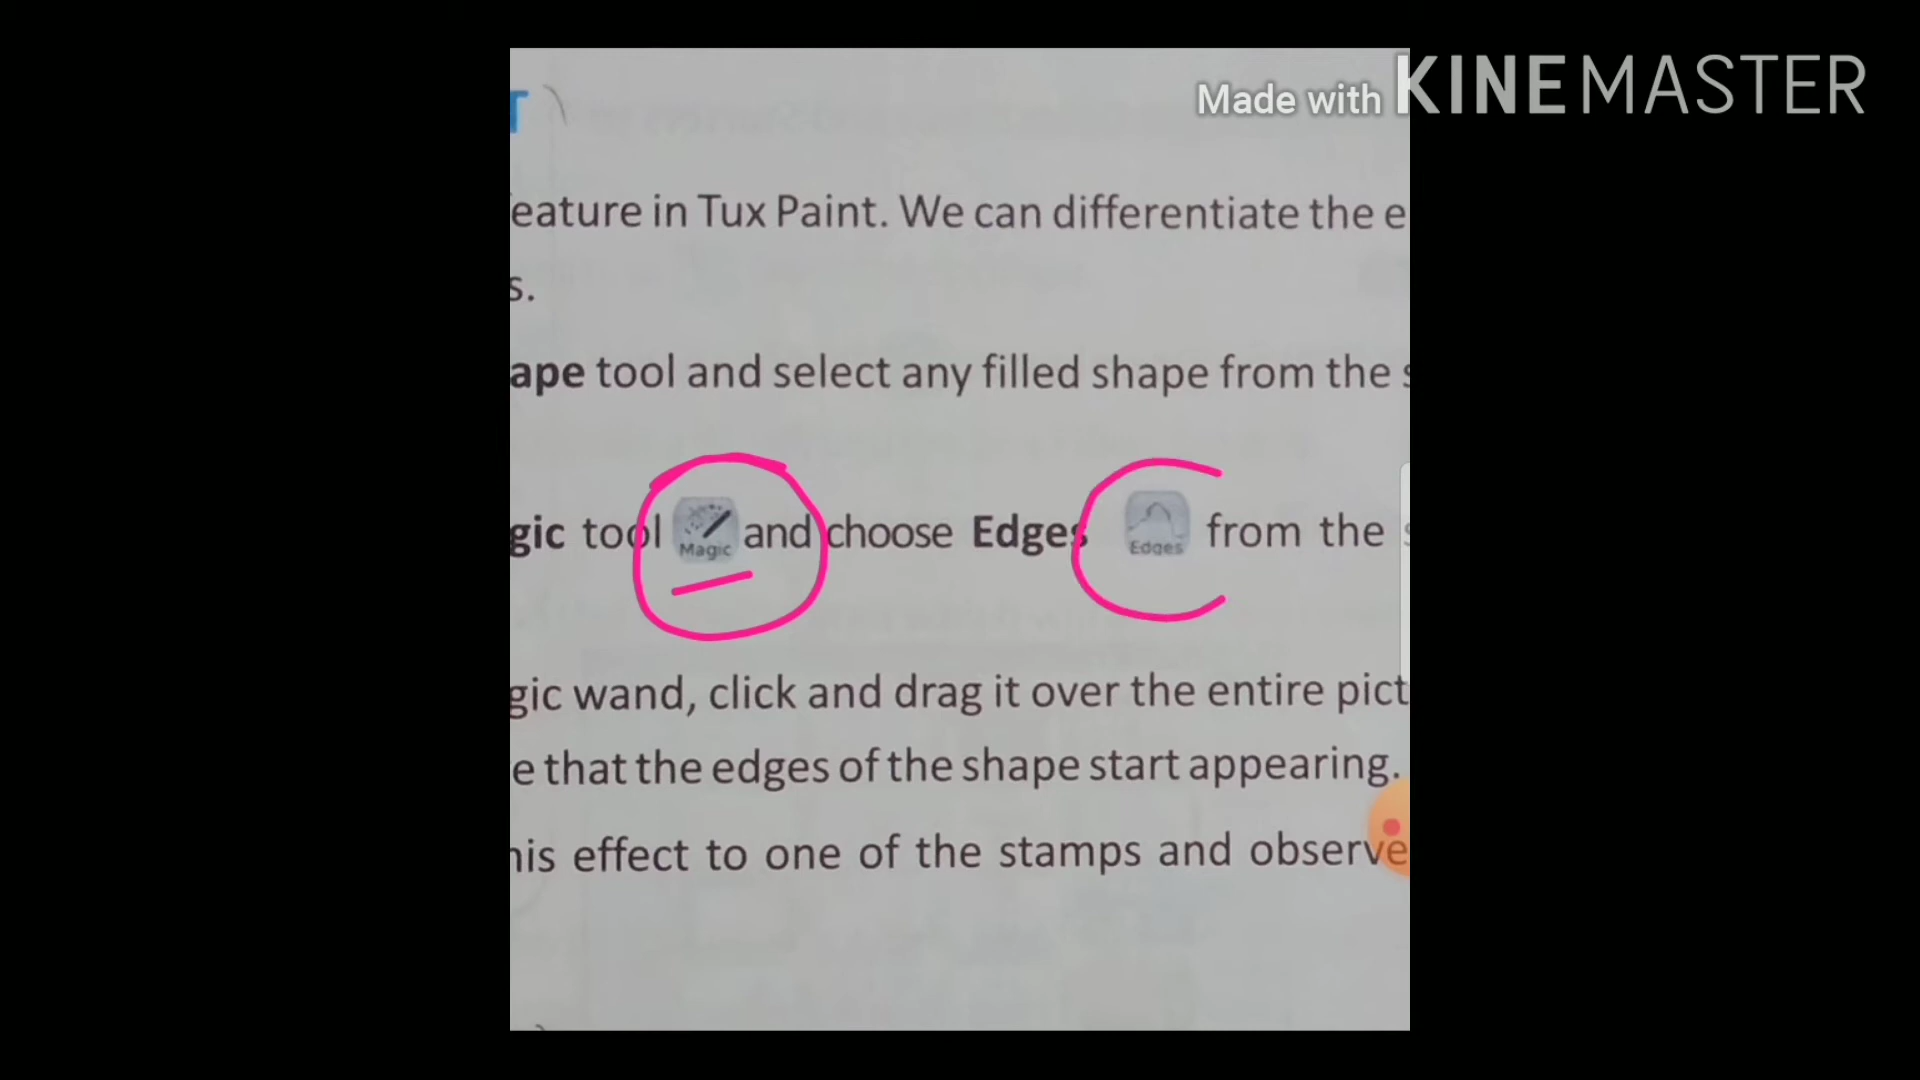 Made with KINEMASTER
T
eature in Tux Paint. We can differentiate the e
s.
ape tool and select any filled shape from the s
gic tool Magic and choose Edges Edges from the s
gic wand, click and drag it over the entire pict
e that the edges of the shape start appearing.
his effect to one of the stamps and observe